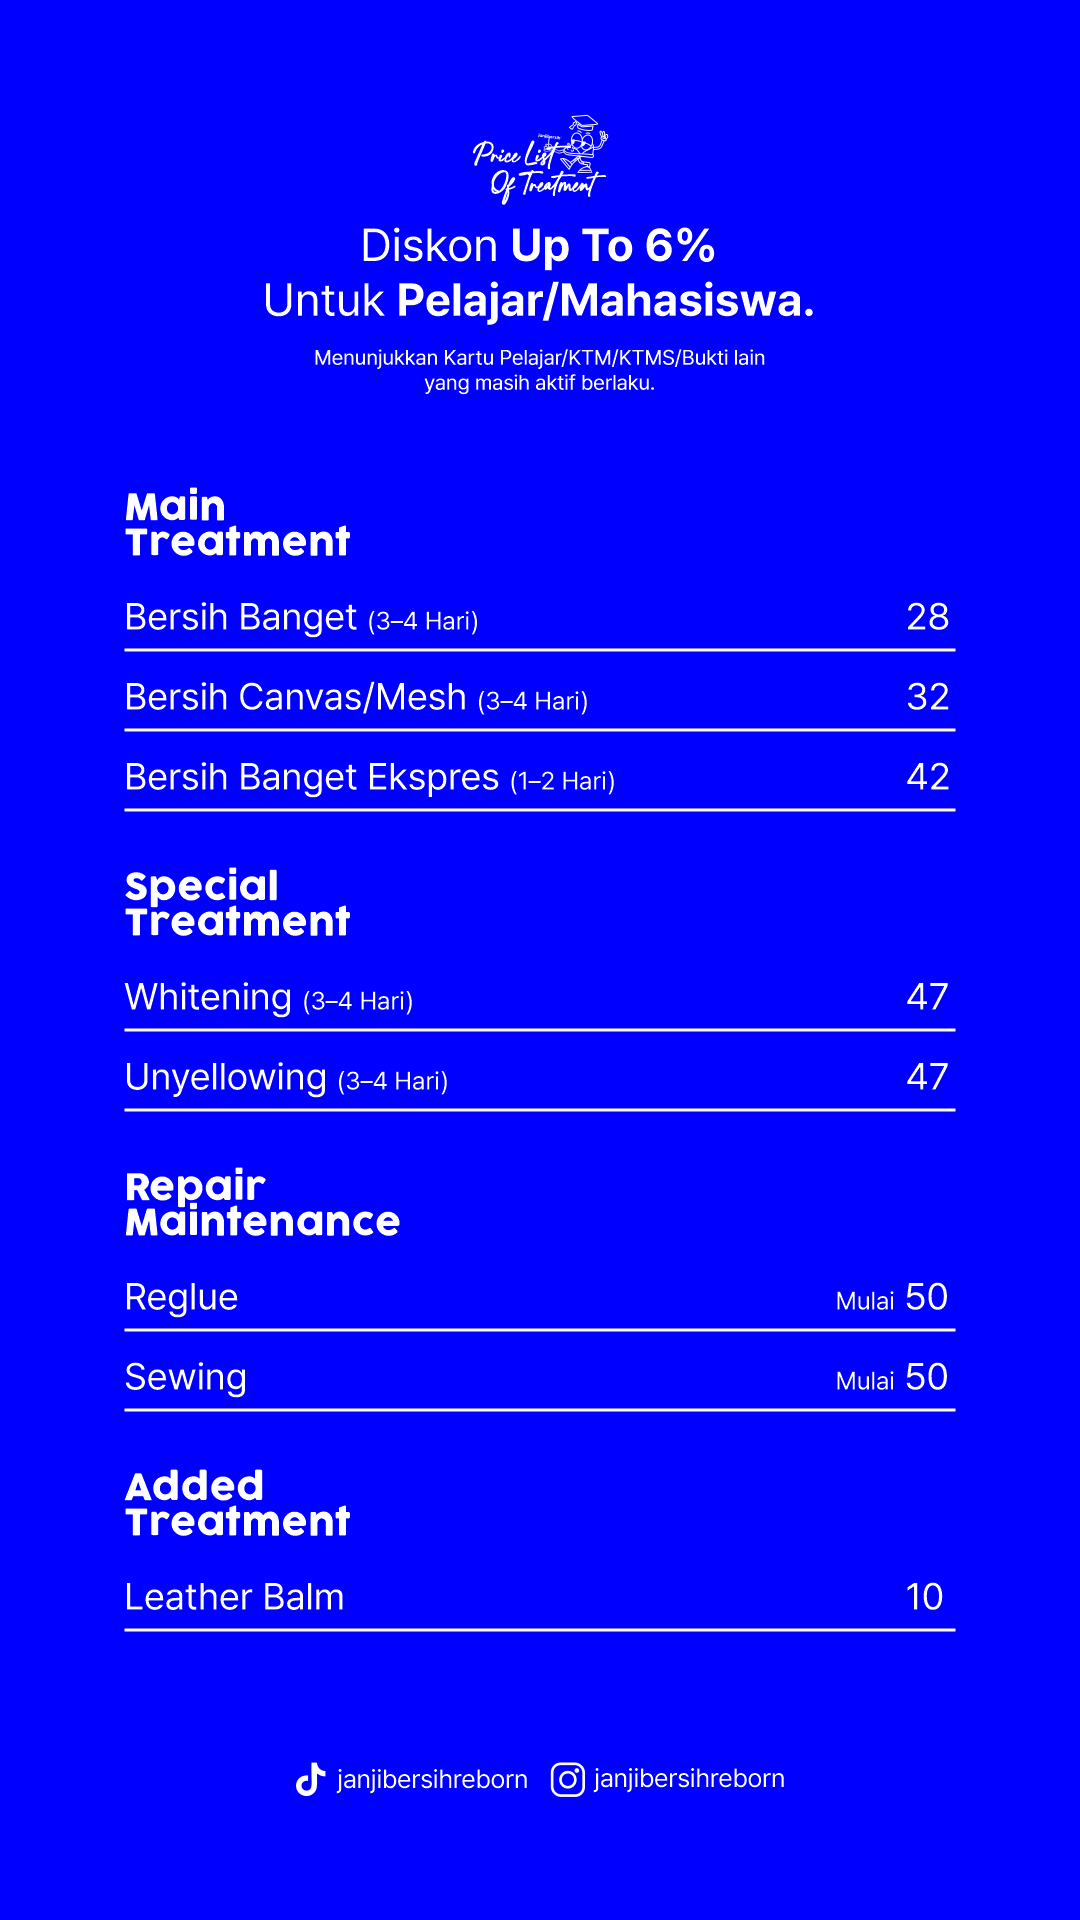 janjibersih
Price List
Of Treatment
Diskon Up To 6%
Untuk Pelajar/Mahasiswa.
Menunjukkan Kartu Pelajar/KTM/KTMS/Bukti lain
yang masih aktif berlaku.
Main
Treatment
Bersih Banget (3–4 Hari) 28
Bersih Canvas/Mesh (3–4 Hari) 32
Bersih Banget Ekspres (1–2 Hari) 42
Special
Treatment
Whitening (3–4 Hari) 47
Unyellowing (3–4 Hari) 47
Repair
Maintenance
Reglue Mulai 50
Sewing Mulai 50
Added
Treatment
Leather Balm 10
janjibersihreborn janjibersihreborn